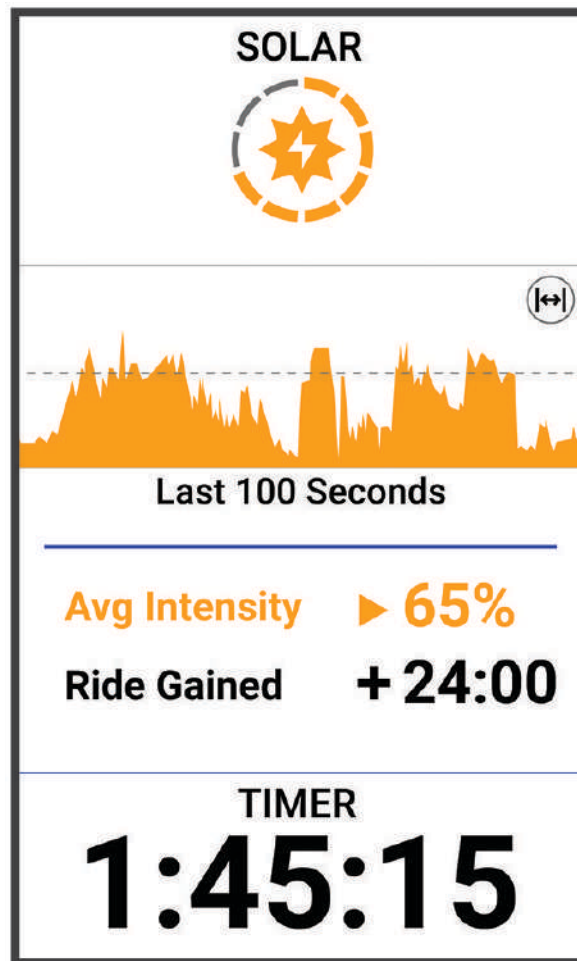 SOLAR
Last 100 Seconds
Avg Intensity 65%
Ride Gained +24:00
TIMER
1:45:15